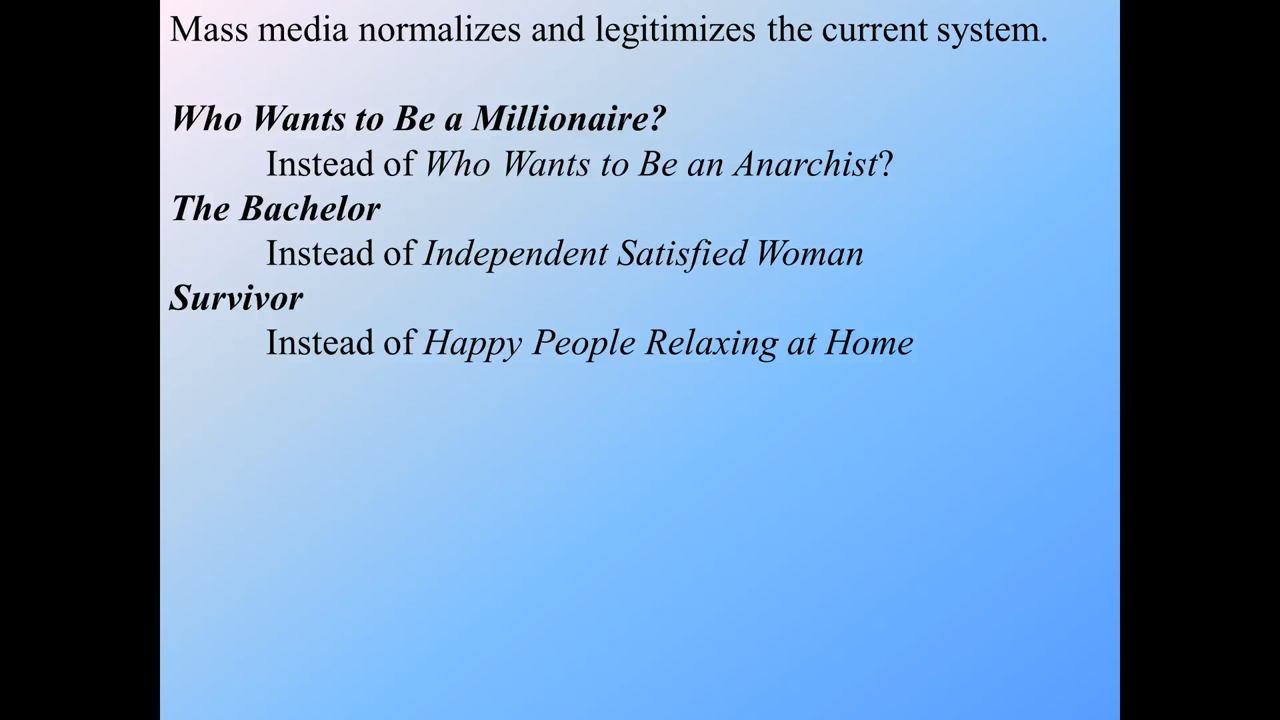 Mass media normalizes and legitimizes the current system.
Who Wants to Be a Millionaire?
Instead of Who Wants to Be an Anarchist?
The Bachelor
Instead of Independent Satisfied Woman
Survivor
Instead of Happy People Relaxing at Home